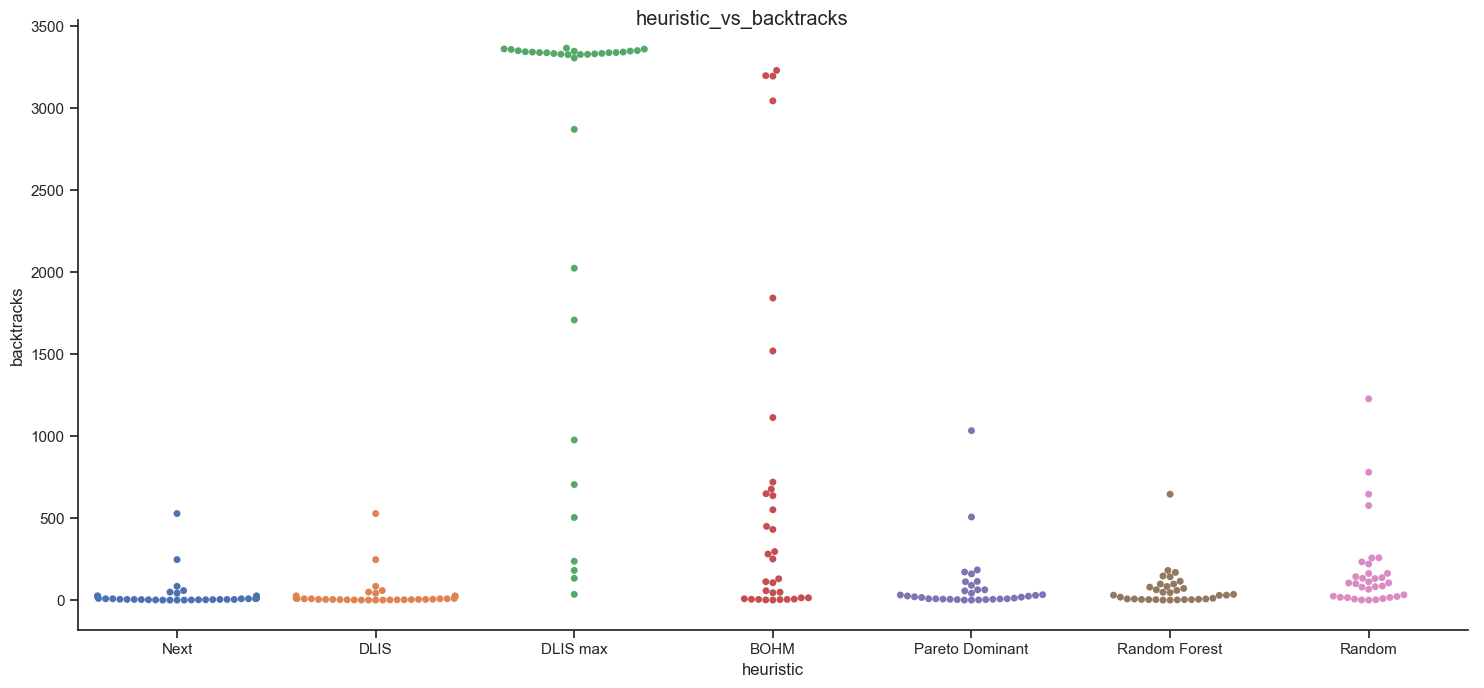 heuristic_vs_backtracks
3500
3000
2500
2000
1500
1000
500
0
backtracks
Next
DLIS
DLIS max
BOHM
Pareto Dominant
Random Forest
Random
heuristic